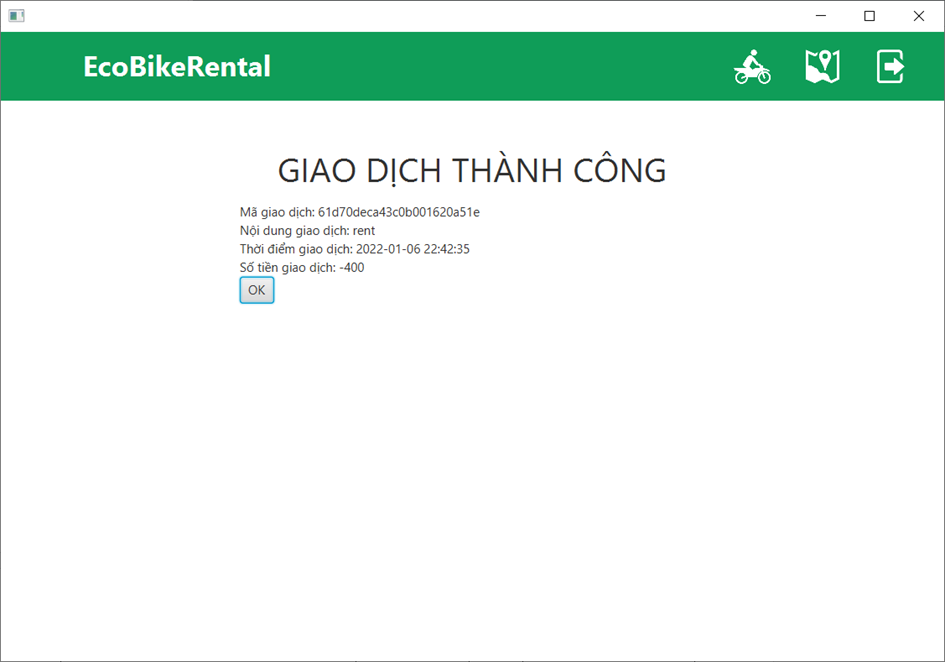 EcoBikeRental
GIAO DỊCH THÀNH CÔNG
Mã giao dịch: 61d70deca43c0b001620a51e
Nội dung giao dịch: rent
Thời điểm giao dịch: 2022-01-06 22:42:35
Số tiền giao dịch: -400
OK